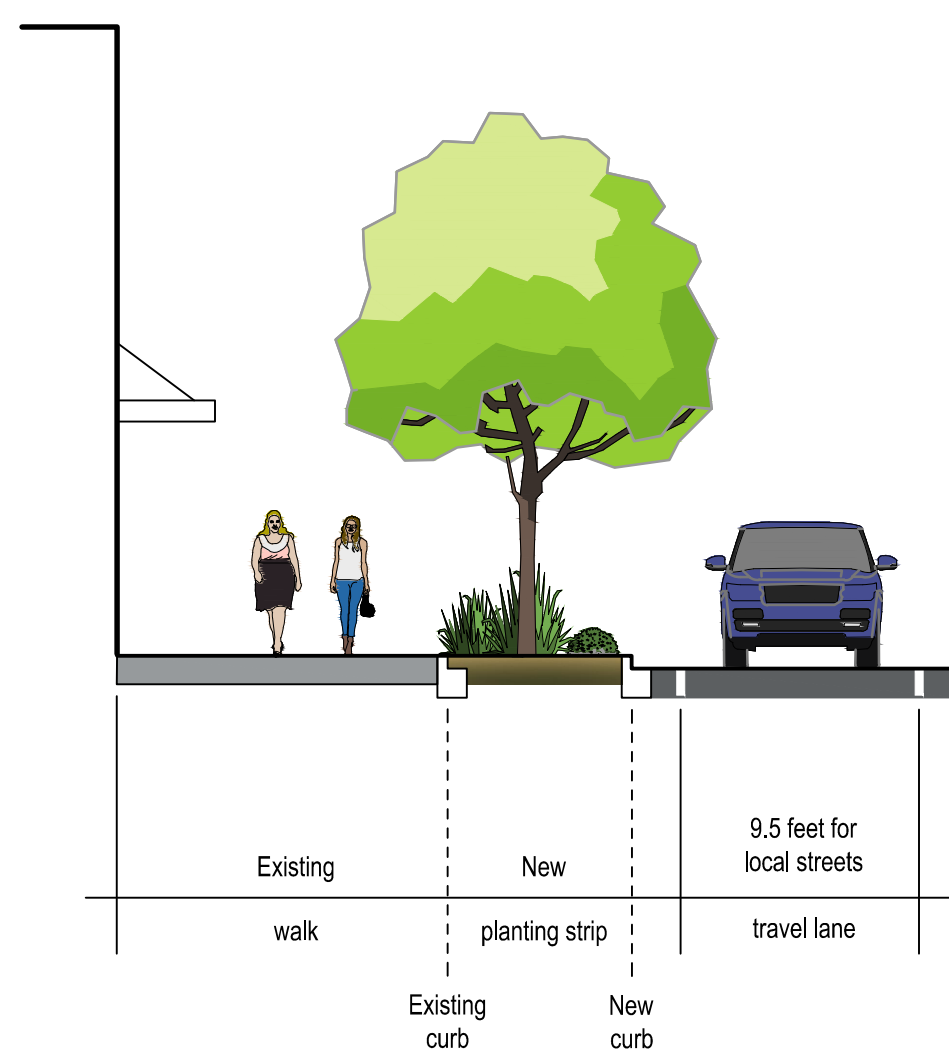 9.5 feet for
local streets
Existing
New
walk
planting strip
travel lane
Existing
curb
New
curb